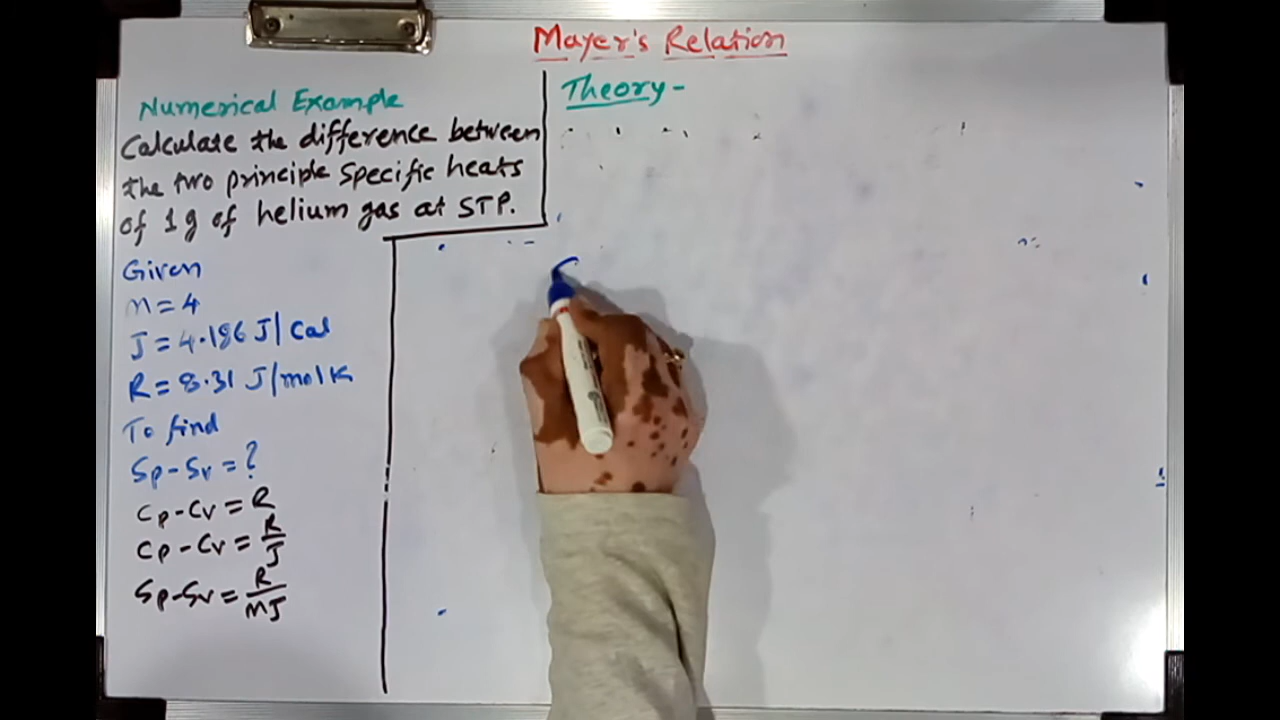 Mayer's Relation
Theory -
Numerical Example
Calculate the difference between
the two principle specific heats
of 1g of helium gas at STP.
Given
M = 4
J = 4.186 J/Cal
R = 8.31 J/mol K
To find
Sp - Sv = ?
Cp - Cv = R
Cp - Cv = R/J
Sp - Sv = R/MJ